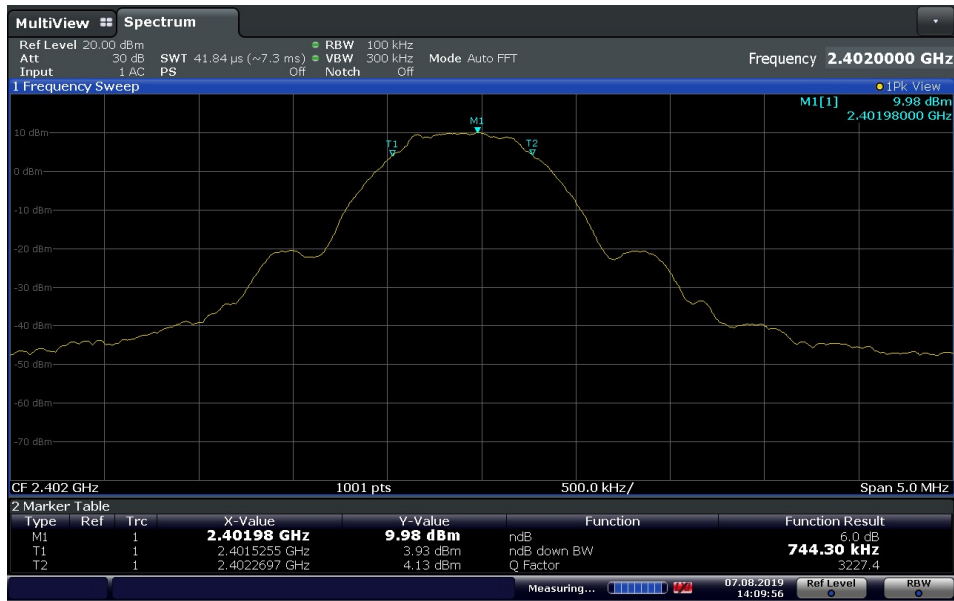 MultiView Spectrum
Ref Level 20.00 dBm RBW 100 kHz
Att 30 dB SWT 41.84 µs (~7.3 ms) VBW 300 kHz Mode Auto FFT Frequency 2.4020000 GHz
Input 1 AC PS Off Notch Off
1 Frequency Sweep 1Pk View
M1[1] 9.98 dBm
2.40198000 GHz
M1
10 dBm
T1 T2
0 dBm
-10 dBm
-20 dBm
-30 dBm
-40 dBm
-50 dBm
-60 dBm
-70 dBm
CF 2.402 GHz 1001 pts 500.0 kHz/ Span 5.0 MHz
2 Marker Table
Type Ref Trc X-Value Y-Value Function Function Result
M1 1 2.40198 GHz 9.98 dBm ndB 6.0 dB
T1 1 2.4015255 GHz 3.93 dBm ndB down BW 744.30 kHz
T2 1 2.4022697 GHz 4.13 dBm Q Factor 3227.4
Measuring... 07.08.2019 Ref Level RBW
14:09:56